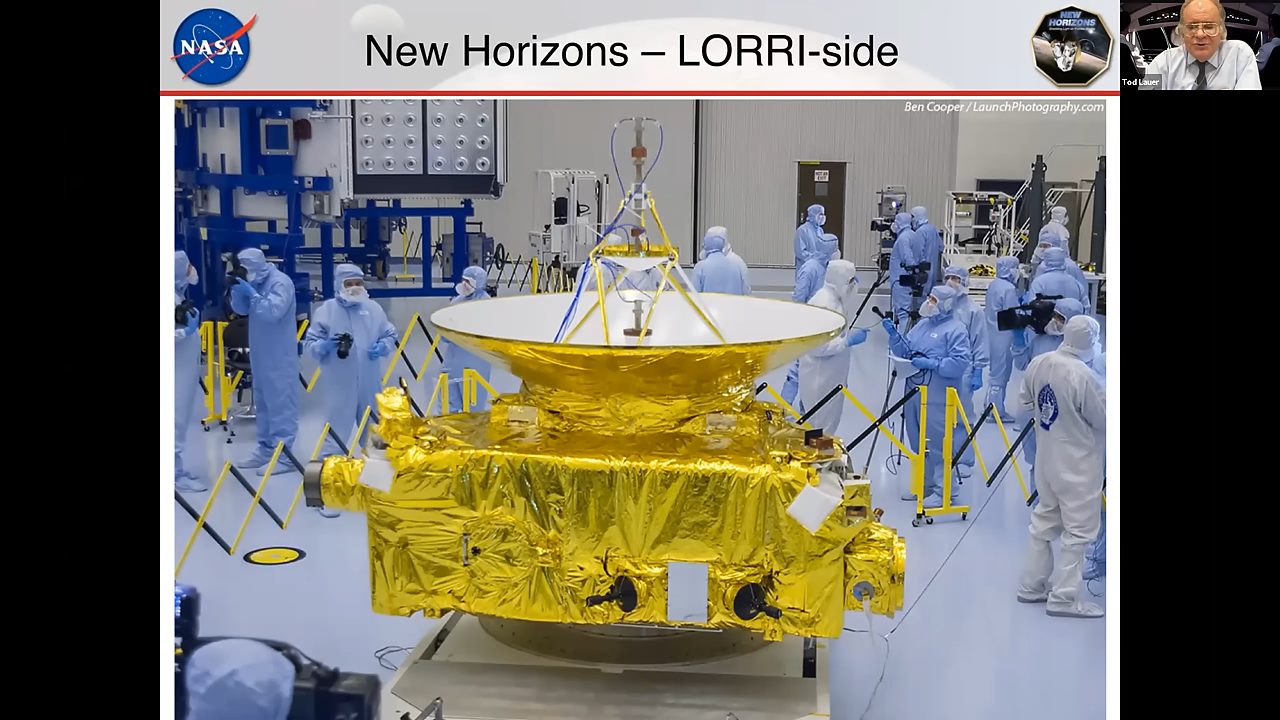 NASA
New Horizons – LORRI-side
NEW
HORIZONS
Tod Lauer
Ben Cooper / LaunchPhotography.com